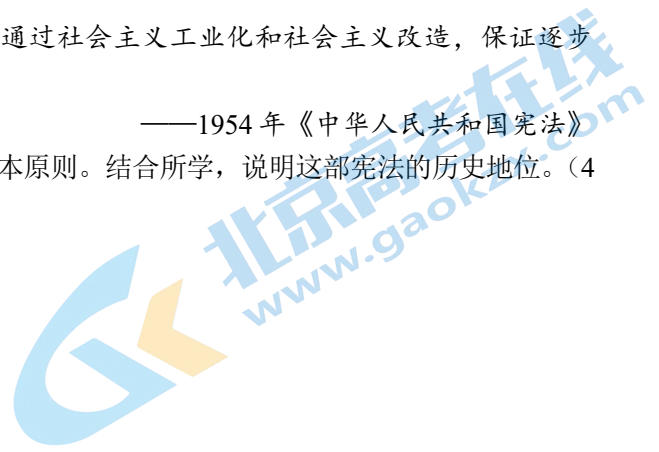 通过社会主义工业化和社会主义改造，保证逐步
——1954 年《中华人民共和国宪法》
本原则。结合所学，说明这部宪法的历史地位。（4
北京高考在线
www.gaokzx.com